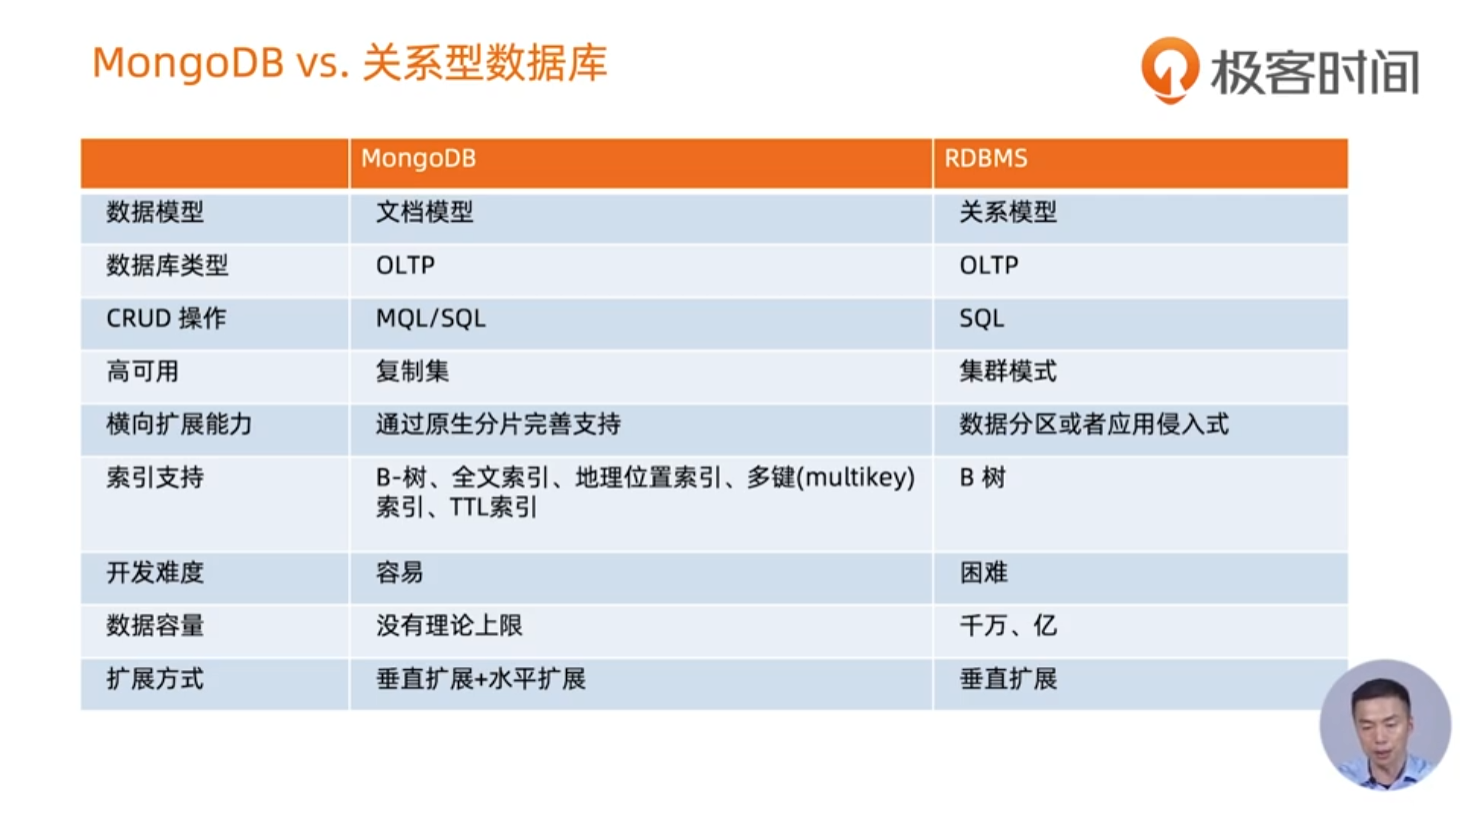 MongoDB vs. 关系型数据库
极客时间
MongoDB
RDBMS
数据模型
文档模型
关系模型
数据库类型
OLTP
OLTP
CRUD 操作
MQL/SQL
SQL
高可用
复制集
集群模式
横向扩展能力
通过原生分片完善支持
数据分区或者应用侵入式
索引支持
B-树、全文索引、地理位置索引、多键(multikey)
索引、TTL索引
B 树
开发难度
容易
困难
数据容量
没有理论上限
千万、亿
扩展方式
垂直扩展+水平扩展
垂直扩展